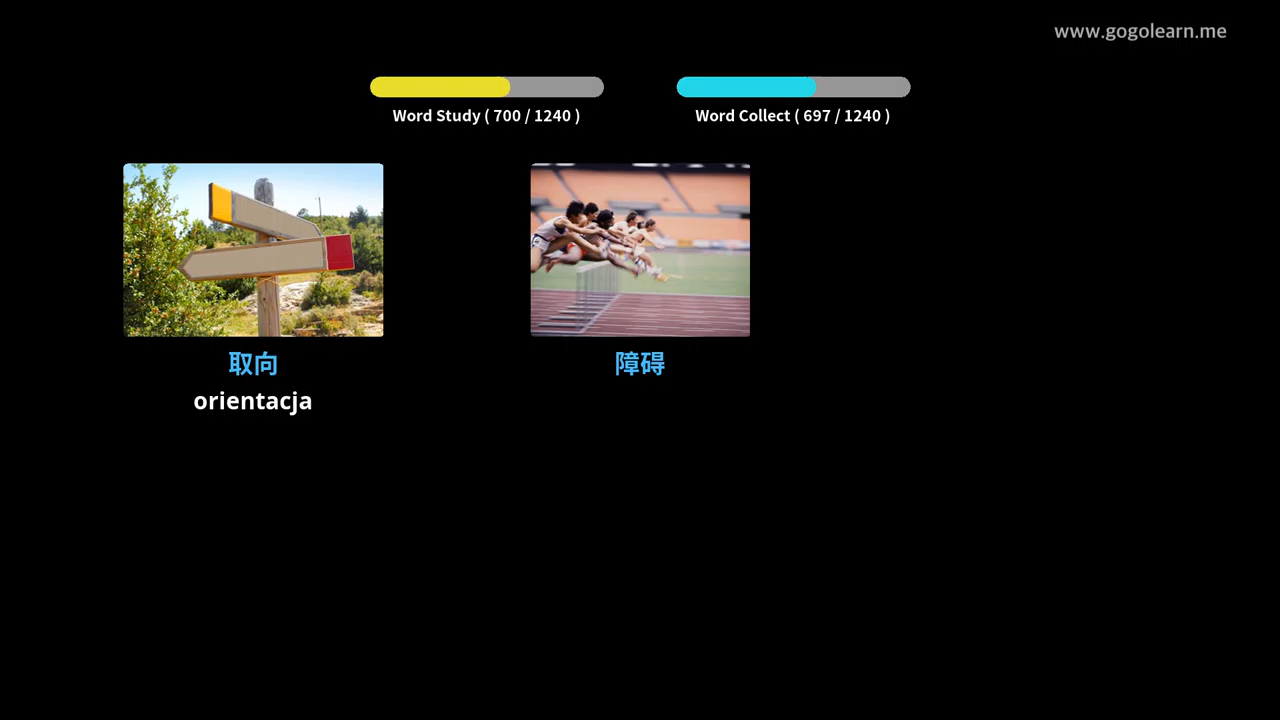 www.gogolearn.me
Word Study ( 700 / 1240 )
Word Collect ( 697 / 1240 )
取向
orientacja
障碍